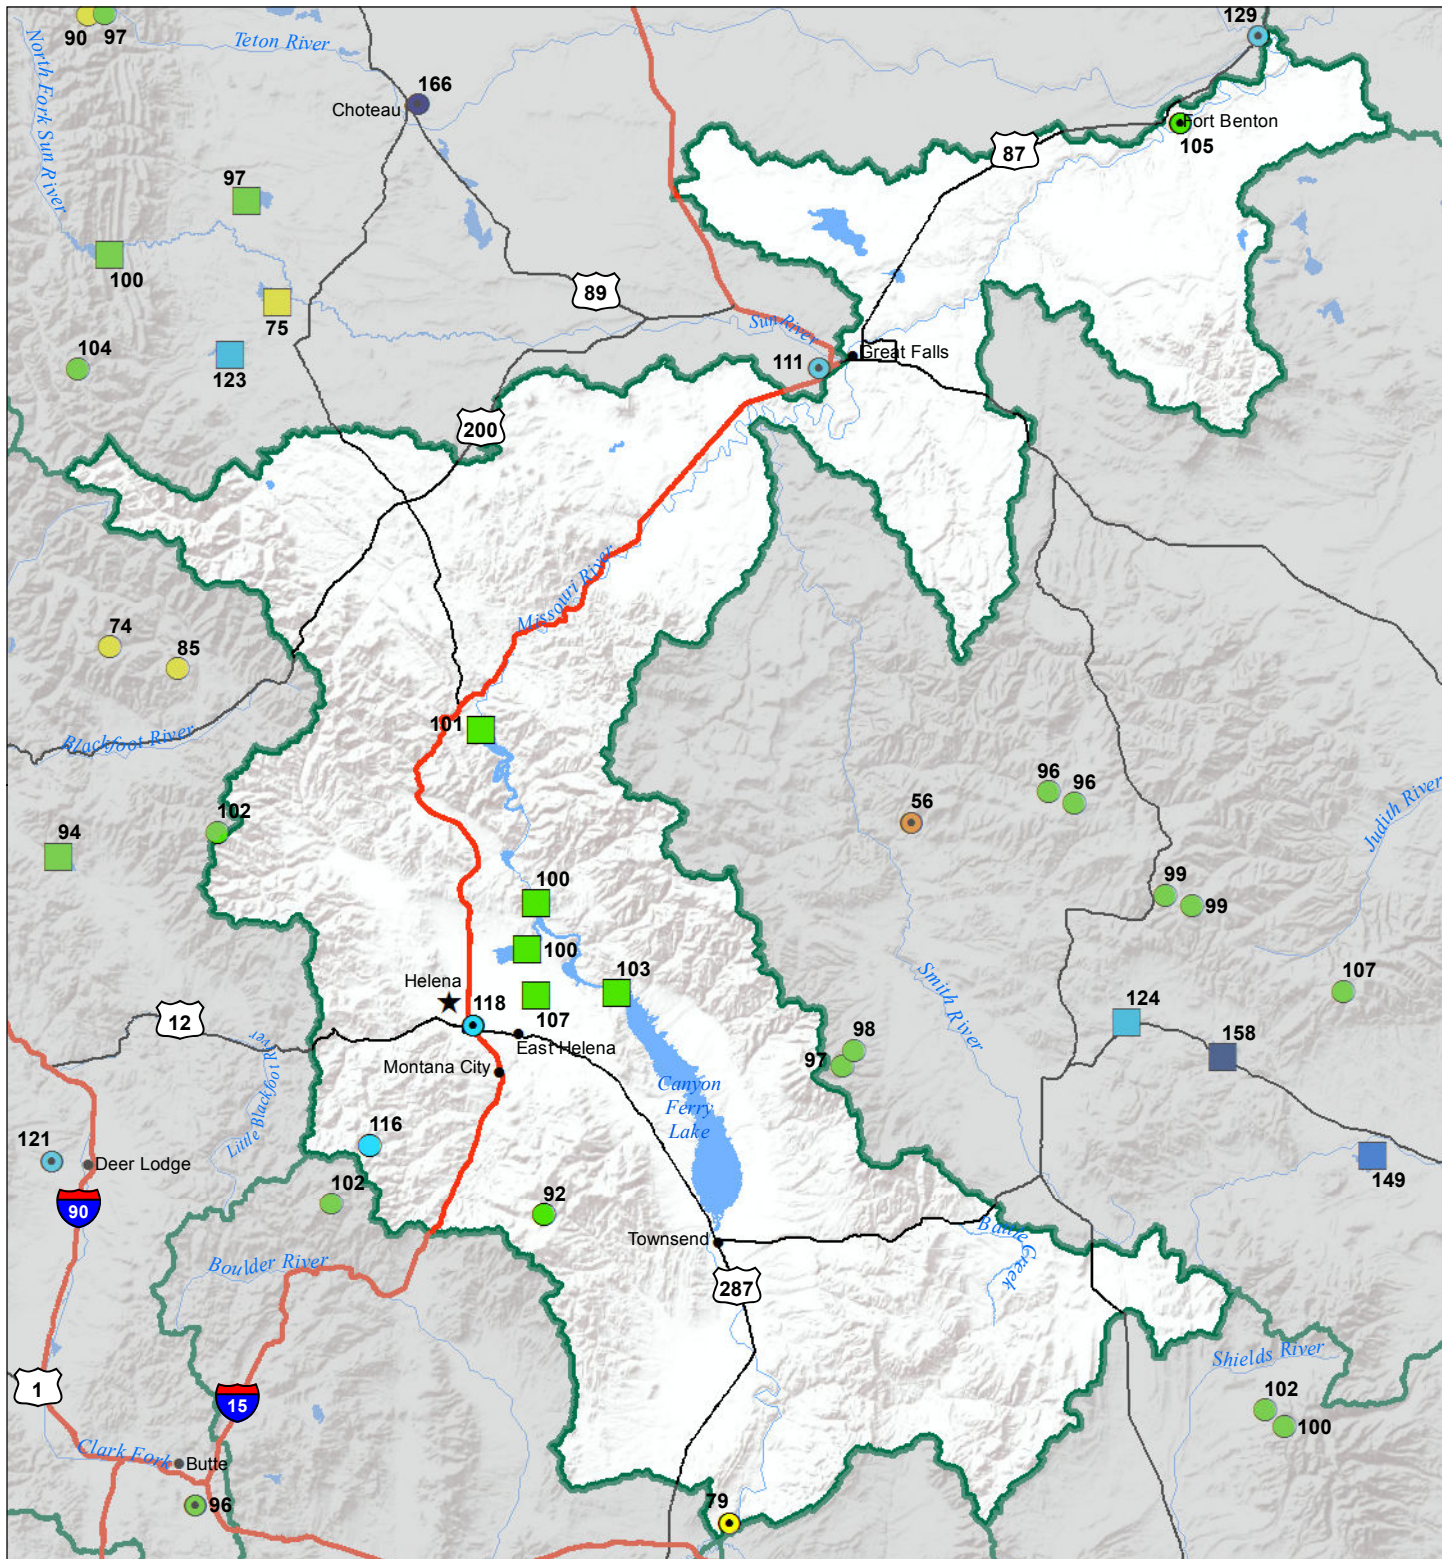 129
90
97
Teton River
North Fork Sun River
166
Choteau
Fort Benton
105
87
97
100
89
75
Sun River
104
123
111
Great Falls
200
Missouri River
74
85
101
Blackfoot River
96
96
56
Judith River
102
94
99
99
100
100
Smith River
103
107
Helena
118
107
124
12
East Helena
158
Little Blackfoot River
98
97
Montana City
Canyon
Ferry
Lake
116
121
Deer Lodge
149
102
92
90
Townsend
Battle Creek
Boulder River
287
Shields River
1
15
102
100
Clark Fork
Butte
96
79